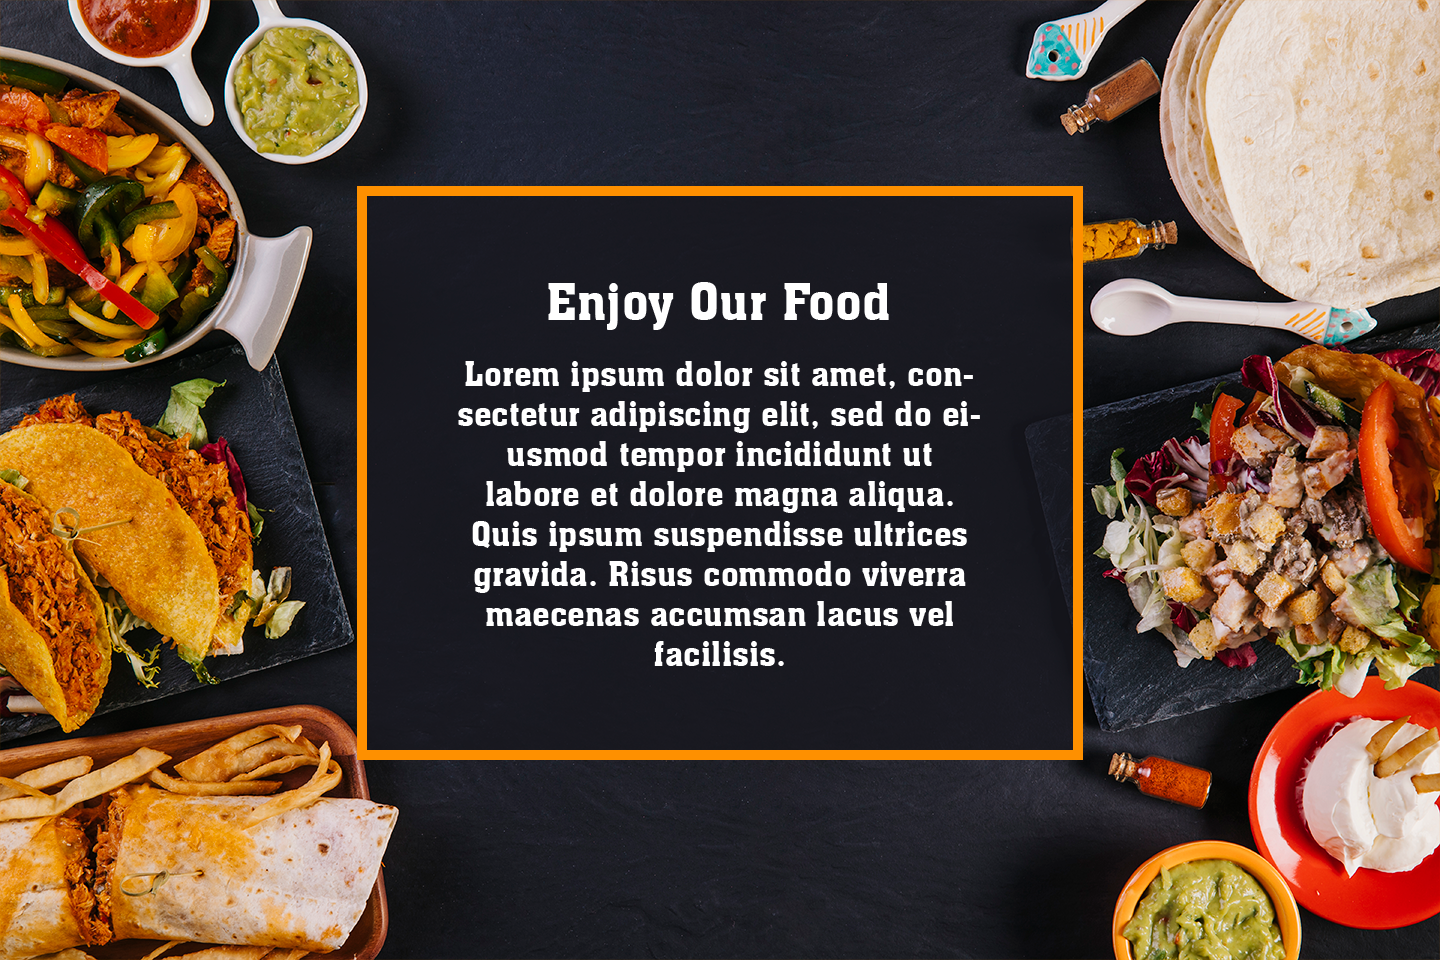 Enjoy Our Food
Lorem ipsum dolor sit amet, con-
sectetur adipiscing elit, sed do ei-
usmod tempor incididunt ut
labore et dolore magna aliqua.
Quis ipsum suspendisse ultrices
gravida. Risus commodo viverra
maecenas accumsan lacus vel
facilisis.